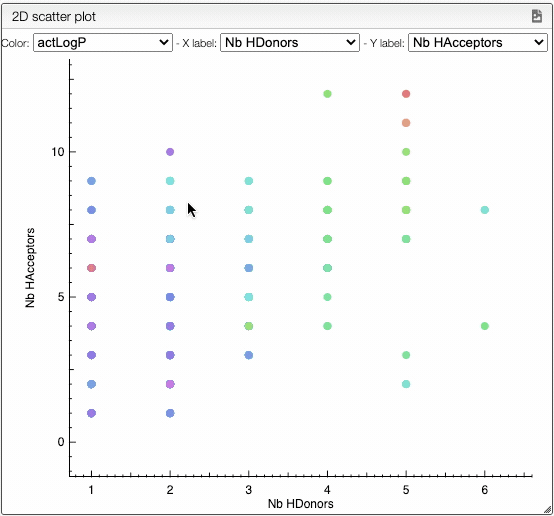 2D scatter plot
Color: actLogP - X label: Nb HDonors - Y label: Nb HAcceptors
10
5
0
Nb HAcceptors
1 2 3 4 5 6
Nb HDonors